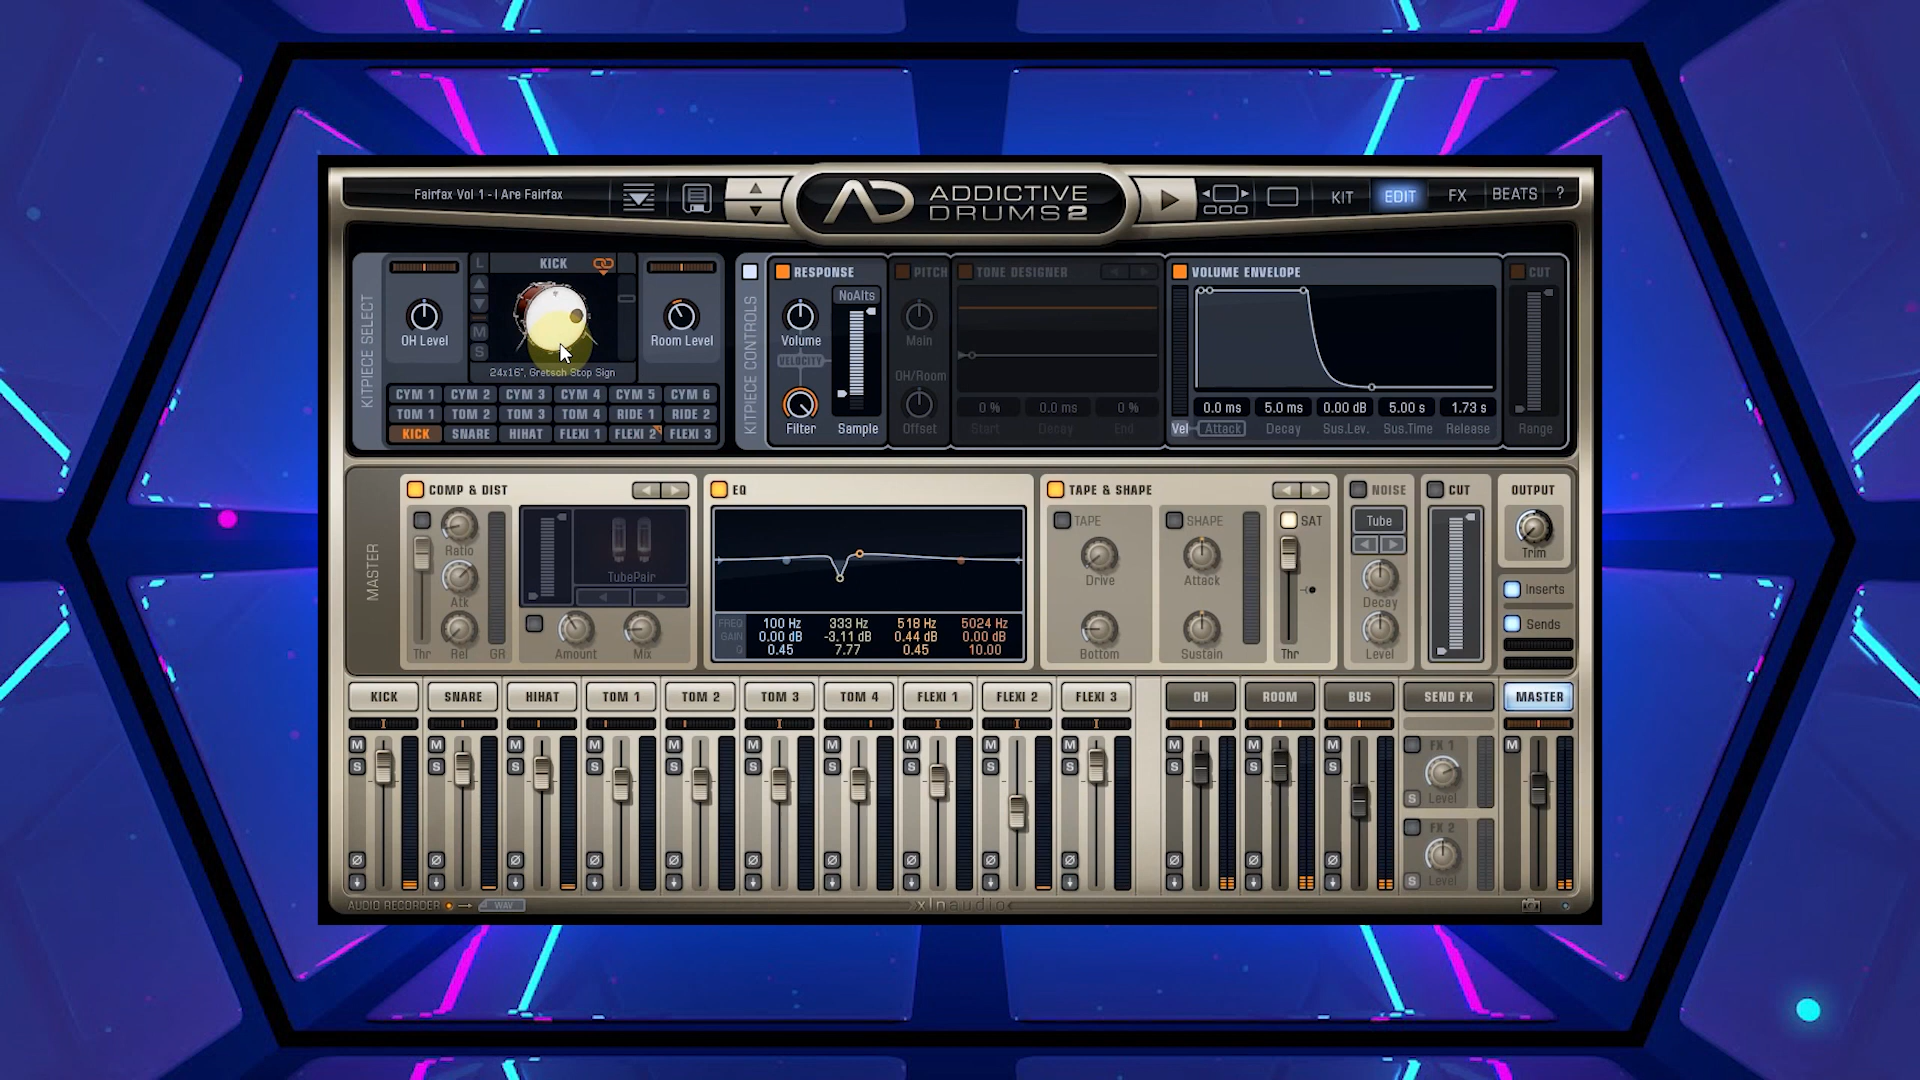 Fairfax Vol 1 - I Are Fairfax
ADDICTIVE
DRUMS 2
KIT EDIT FX BEATS ?
KITPIECE SELECT
OH Level
L
KICK
M
S
24x16", Gretsch Stop Sign
Room Level
CYM 1 CYM 2 CYM 3 CYM 4 CYM 5 CYM 6
TOM 1 TOM 2 TOM 3 TOM 4 RIDE 1 RIDE 2
KICK SNARE HIHAT FLEXI 1 FLEXI 2 FLEXI 3
KITPIECE CONTROLS
RESPONSE
NoAlts
Volume
VELOCITY
Filter Sample
PITCH
Main
OH/Room
Offset
TONE DESIGNER
0 % 0.0 ms 0 %
Start Decay End
VOLUME ENVELOPE
0.0 ms 5.0 ms 0.00 dB 5.00 s 1.73 s
Vel Attack Decay Sus.Lev. Sus.Time Release
CUT
Range
MASTER
COMP & DIST
Ratio
Atk
Thr Rel GR
TubePair
Amount Mix
EQ
FREQ 100 Hz 333 Hz 518 Hz 5024 Hz
GAIN 0.00 dB -3.11 dB 0.44 dB 0.00 dB
Q 0.45 7.77 0.45 10.00
TAPE & SHAPE
TAPE
Drive
Bottom
SHAPE
Attack
Sustain
SAT
Thr
NOISE
Tube
Decay
Level
CUT
OUTPUT
Trim
Inserts
Sends
KICK SNARE HIHAT TOM 1 TOM 2 TOM 3 TOM 4 FLEXI 1 FLEXI 2 FLEXI 3 OH ROOM BUS SEND FX MASTER
M M M M M M M M M M M M M FX 1 M
S S S S S S S S S S S S S
S Level
FX 2
Ø Ø Ø Ø Ø Ø Ø Ø Ø Ø Ø Ø Ø
S Level
AUDIO RECORDER WAV
xlnaudio